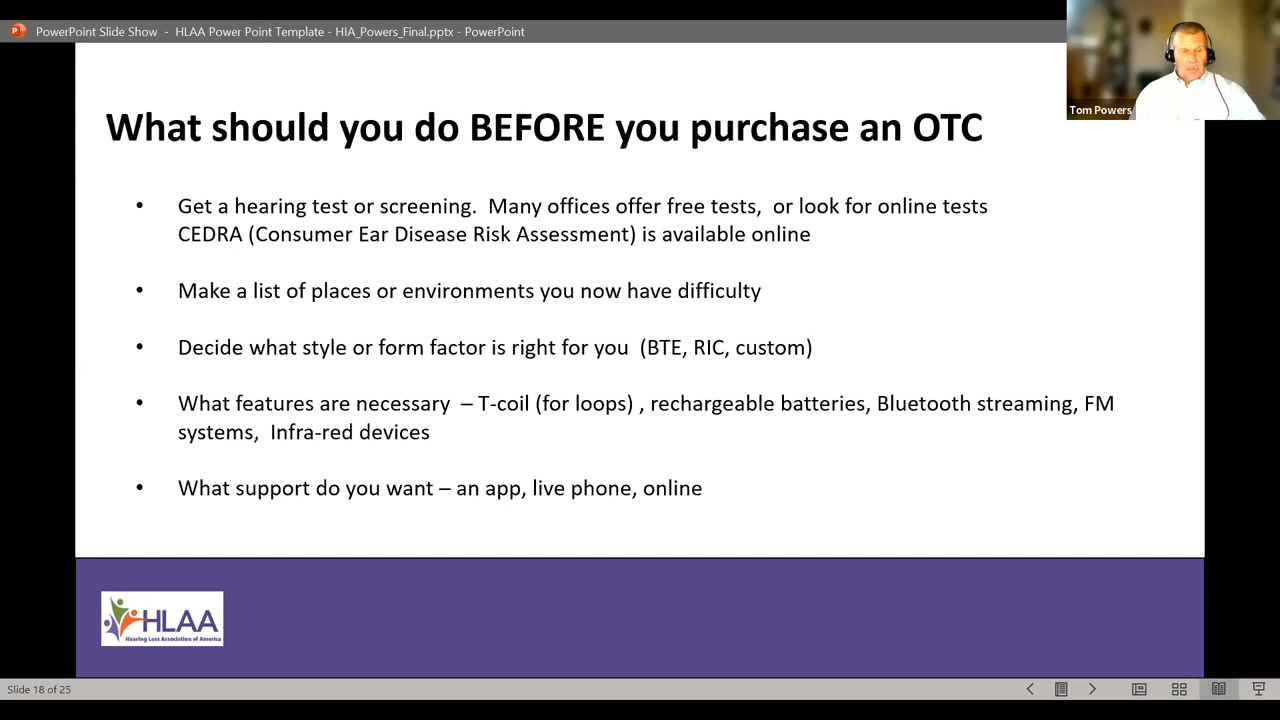 PowerPoint Slide Show - HLAA Power Point Template - HIA_Powers_Final.pptx - PowerPoint
Tom Powers
What should you do BEFORE you purchase an OTC
• Get a hearing test or screening. Many offices offer free tests, or look for online tests
CEDRA (Consumer Ear Disease Risk Assessment) is available online
• Make a list of places or environments you now have difficulty
• Decide what style or form factor is right for you (BTE, RIC, custom)
• What features are necessary – T-coil (for loops) , rechargeable batteries, Bluetooth streaming, FM
systems, Infra-red devices
• What support do you want – an app, live phone, online
HLAA
Hearing Loss Association of America
Slide 18 of 25